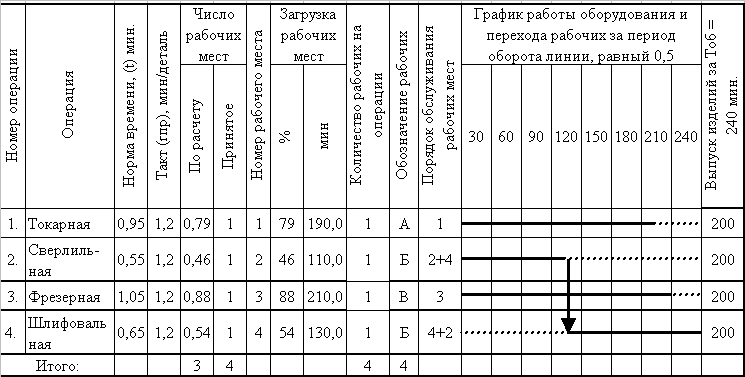 Номер операции
Операция
Норма времени, (t) мин.
Такт (rпр), мин/деталь
Число
рабочих
мест
По расчету
Принятое
Номер рабочего места
Загрузка
рабочих
мест
%
мин
Количество рабочих на
операции
Обозначение рабочих
Порядок обслуживания
рабочих мест
График работы оборудования и
перехода рабочих за период
оборота линии, равный 0,5
30 60 90 120 150 180 210 240
Выпуск изделий за Тоб =
240 мин.
1. Токарная 0,95 1,2 0,79 1 1 79 190,0 1 А 1 200
2. Сверлиль-
ная 0,55 1,2 0,46 1 2 46 110,0 1 Б 2+4 200
3. Фрезерная 1,05 1,2 0,88 1 3 88 210,0 1 В 3 200
4. Шлифоваль
ная 0,65 1,2 0,54 1 4 54 130,0 1 Б 4+2 200
Итого: 3 4 4 4